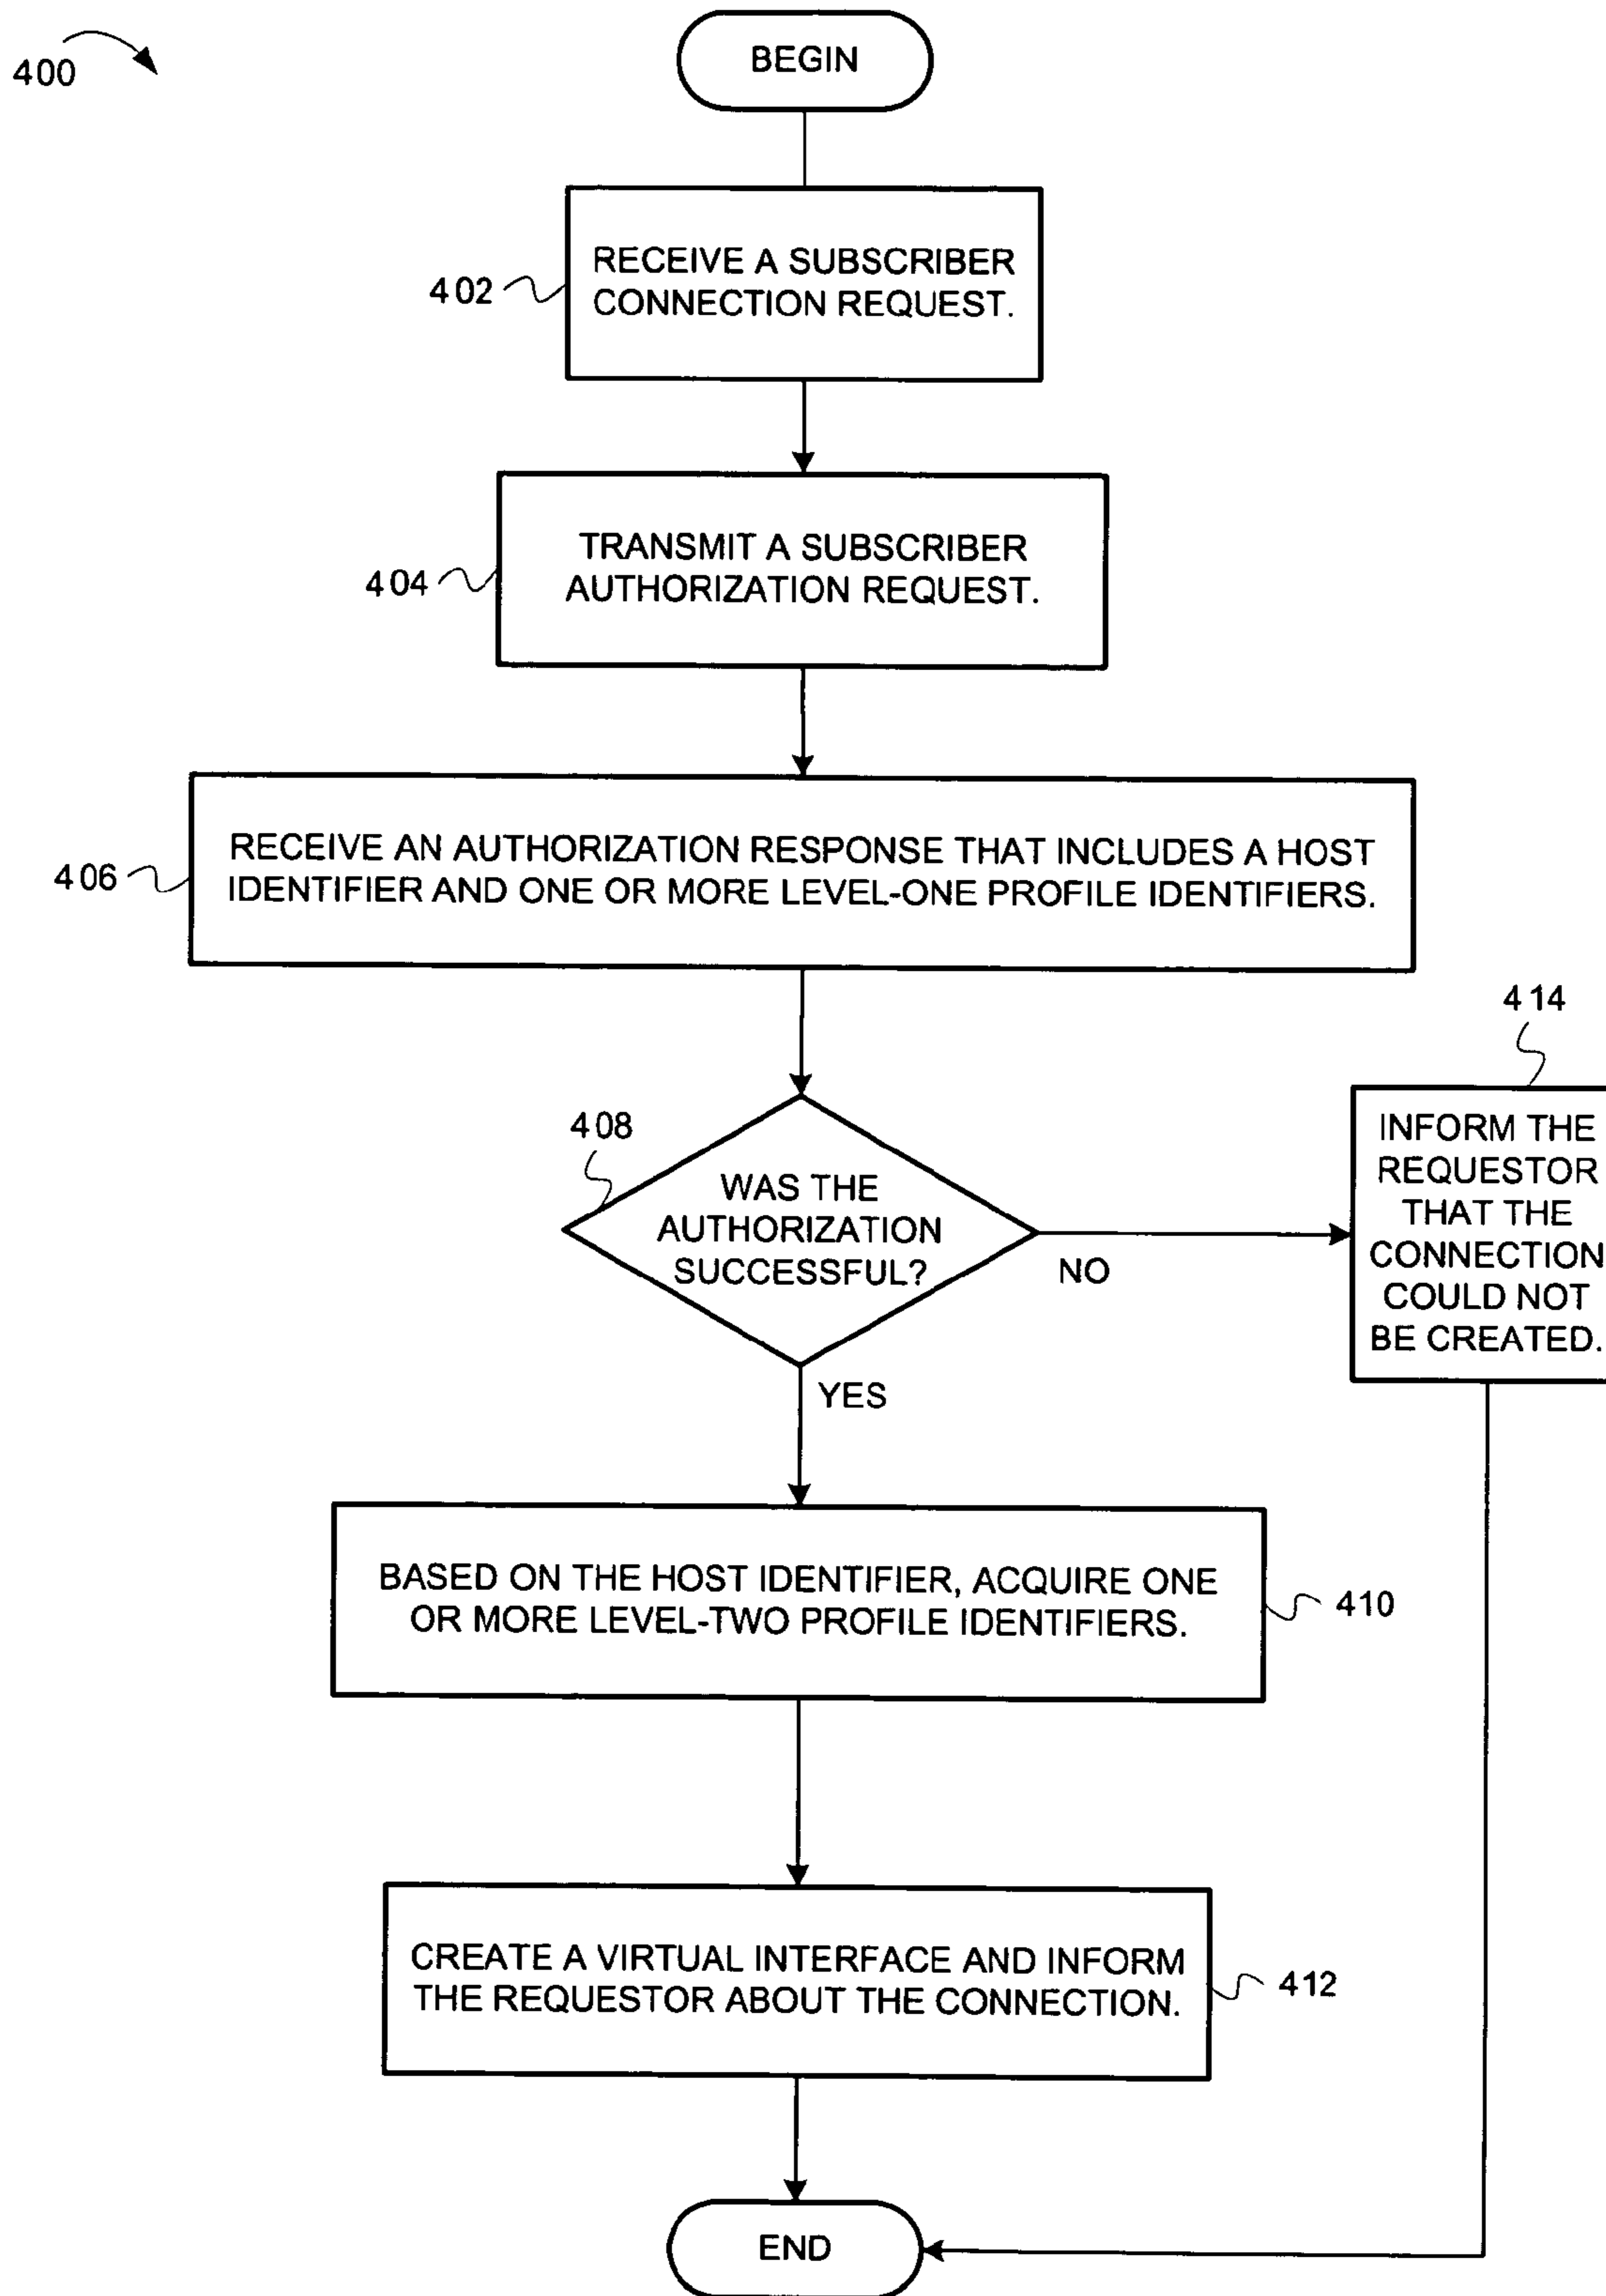 400
BEGIN
402
RECEIVE A SUBSCRIBER
CONNECTION REQUEST.
404
TRANSMIT A SUBSCRIBER
AUTHORIZATION REQUEST.
406
RECEIVE AN AUTHORIZATION RESPONSE THAT INCLUDES A HOST
IDENTIFIER AND ONE OR MORE LEVEL-ONE PROFILE IDENTIFIERS.
408
WAS THE
AUTHORIZATION
SUCCESSFUL?
NO
414
INFORM THE
REQUESTOR
THAT THE
CONNECTION
COULD NOT
BE CREATED.
YES
BASED ON THE HOST IDENTIFIER, ACQUIRE ONE
OR MORE LEVEL-TWO PROFILE IDENTIFIERS.
410
CREATE A VIRTUAL INTERFACE AND INFORM
THE REQUESTOR ABOUT THE CONNECTION.
412
END